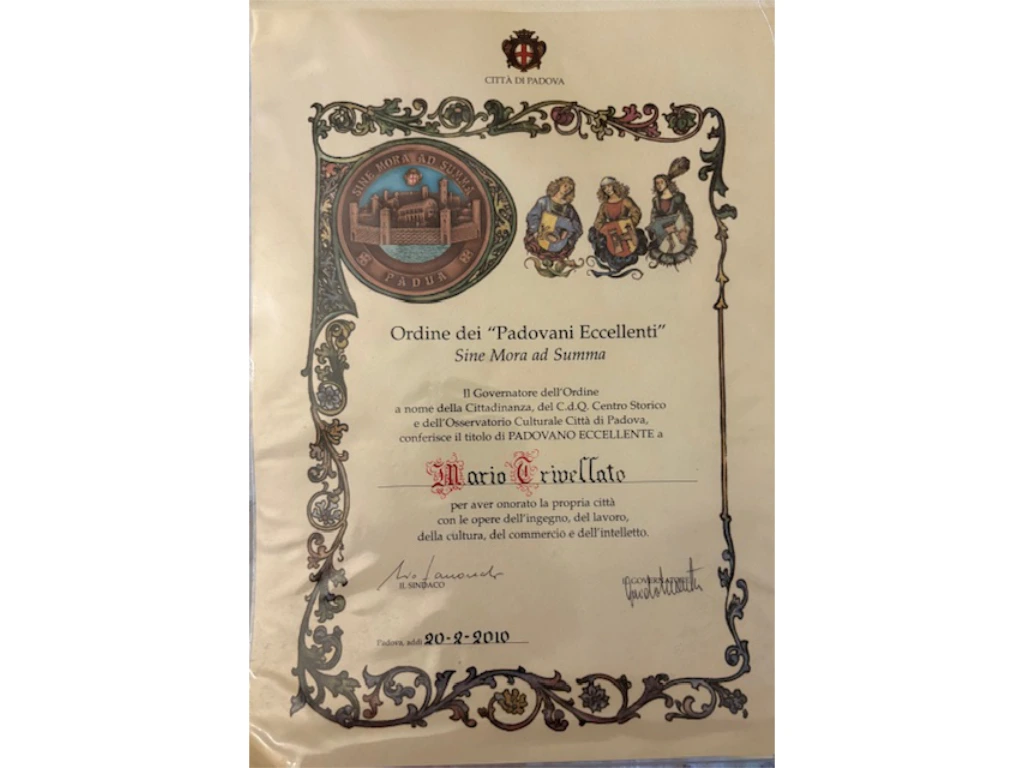 CITTÀ DI PADOVA
SINE MORA AD SUMMA
PADUA
Ordine dei “Padovani Eccellenti”
Sine Mora ad Summa
Il Governatore dell’Ordine
a nome della Cittadinanza, del C.d.Q. Centro Storico
e dell’Osservatorio Culturale Città di Padova,
conferisce il titolo di PADOVANO ECCELLENTE a
Mario Trivellato
per aver onorato la propria città
con le opere dell’ingegno, del lavoro,
della cultura, del commercio e dell’intelletto.
IL SINDACO
IL GOVERNATORE
Padova, addì 20-2-2010